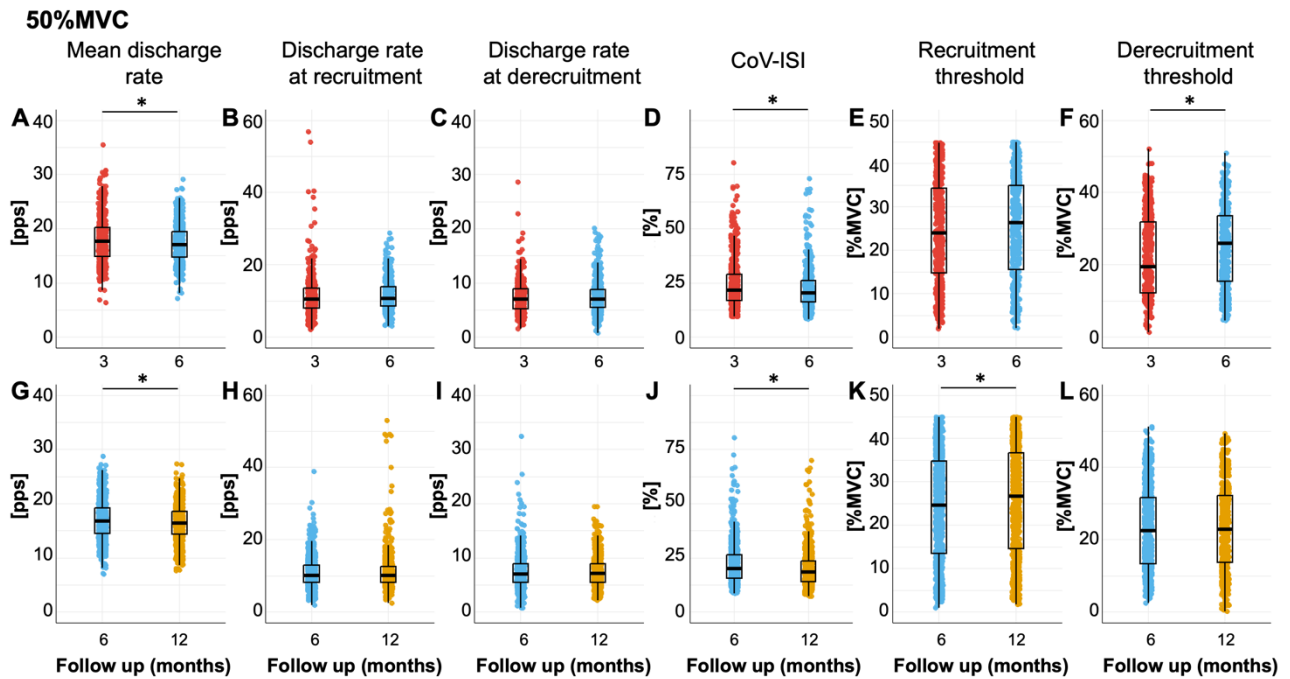 50%MVC
Mean discharge
rate
Discharge rate
at recruitment
Discharge rate
at derecruitment
CoV-ISI
Recruitment
threshold
Derecruitment
threshold
A
[pps]
40
30
20
10
0
*
3
6
B
[pps]
60
40
20
0
3
6
C
[pps]
40
30
20
10
0
3
6
D
[%]
75
50
25
0
*
3
6
E
[%MVC]
50
40
30
20
10
0
3
6
F
[%MVC]
60
40
20
0
*
3
6
G
[pps]
40
30
20
10
0
*
6
12
Follow up (months)
H
[pps]
60
40
20
0
6
12
Follow up (months)
I
[pps]
40
30
20
10
0
6
12
Follow up (months)
J
[%]
75
50
25
0
*
6
12
Follow up (months)
K
[%MVC]
50
40
30
20
10
0
*
6
12
Follow up (months)
L
[%MVC]
60
40
20
0
6
12
Follow up (months)